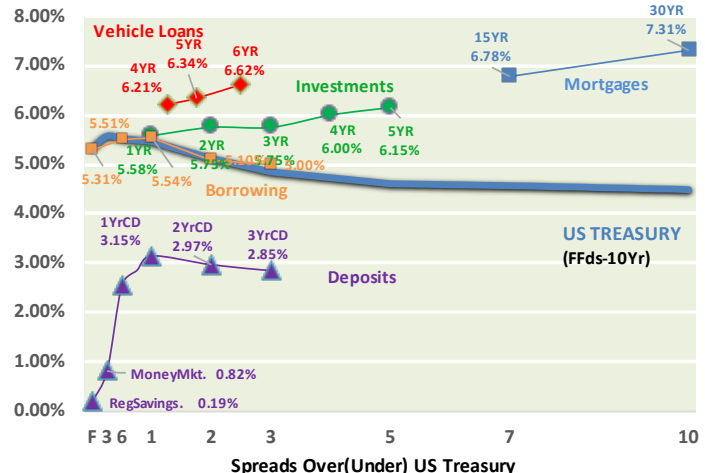 8.00%
7.00%
6.00%
5.00%
4.00%
3.00%
2.00%
1.00%
0.00%
Vehicle Loans
4YR
6.21%
5YR
6.34%
6YR
6.62%
15YR
6.78%
30YR
7.31%
Mortgages
Investments
1YR
5.58%
2YR
5.75%
3YR
5.75%
4YR
6.00%
5YR
6.15%
5.51%
5.31%
5.54%
5.10%
5.00%
Borrowing
US TREASURY
(FFds-10Yr)
1YrCD
3.15%
2YrCD
2.97%
3YrCD
2.85%
Deposits
MoneyMkt. 0.82%
RegSavings. 0.19%
F 3 6 1 2 3 5 7 10
Spreads Over(Under) US Treasury